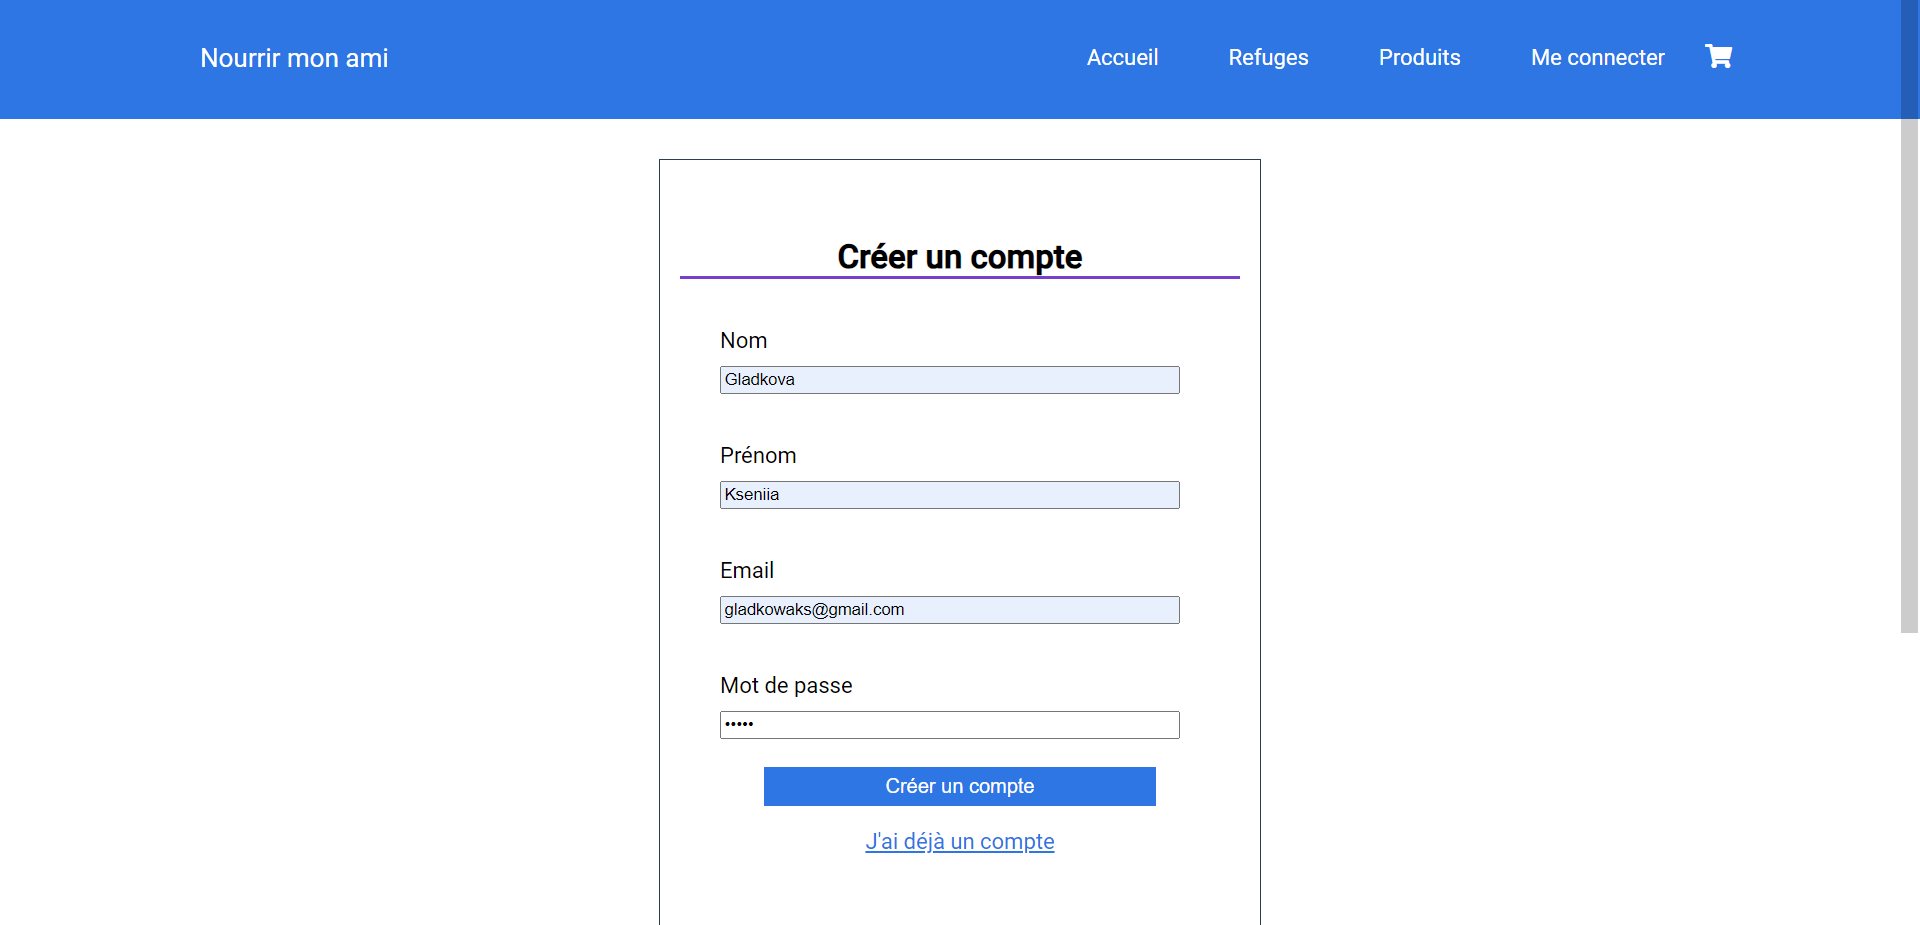 Nourrir mon ami
Accueil Refuges Produits Me connecter
Créer un compte
Nom
Gladkova
Prénom
Kseniia
Email
gladkowaks@gmail.com
Mot de passe
•••••
Créer un compte
J'ai déjà un compte